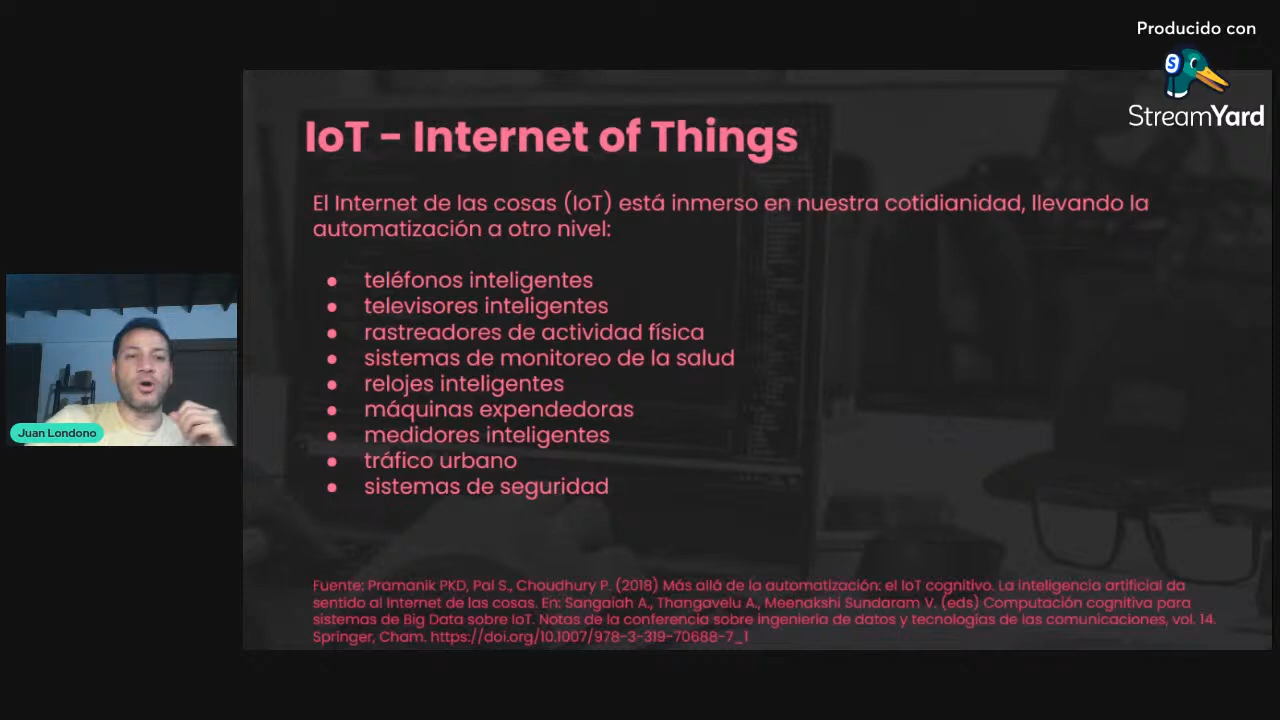 Producido con
StreamYard
IoT - Internet of Things
El Internet de las cosas (IoT) está inmerso en nuestra cotidianidad, llevando la
automatización a otro nivel:
● teléfonos inteligentes
● televisores inteligentes
● rastreadores de actividad física
● sistemas de monitoreo de la salud
● relojes inteligentes
● máquinas expendedoras
● medidores inteligentes
● tráfico urbano
● sistemas de seguridad
Juan Londono
Fuente: Pramanik PKD, Pal S., Choudhury P. (2018) Más allá de la automatización: el IoT cognitivo. La inteligencia artificial da
sentido al Internet de las cosas. En: Sangaiah A., Thangavelu A., Meenakshi Sundaram V. (eds) Computación cognitiva para
sistemas de Big Data sobre IoT. Notas de la conferencia sobre ingeniería de datos y tecnologías de las comunicaciones, vol. 14.
Springer, Cham. https://doi.org/10.1007/978-3-319-70688-7_1